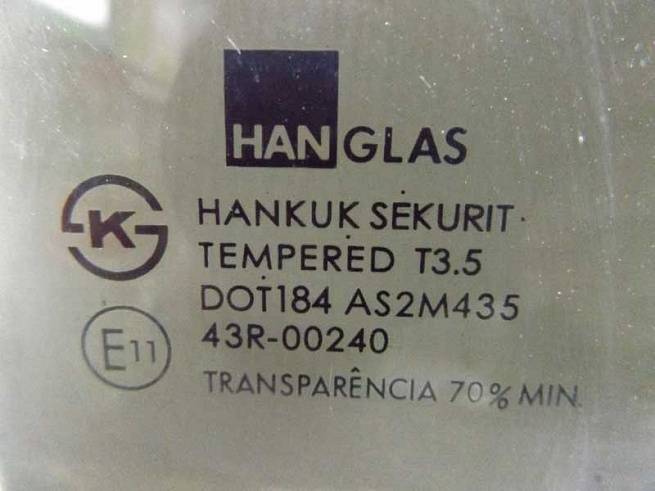 HANGLAS
K
HANKUK SEKURIT
TEMPERED T3.5
DOT184 AS2M435
E11
43R-00240
TRANSPARÊNCIA 70% MIN.